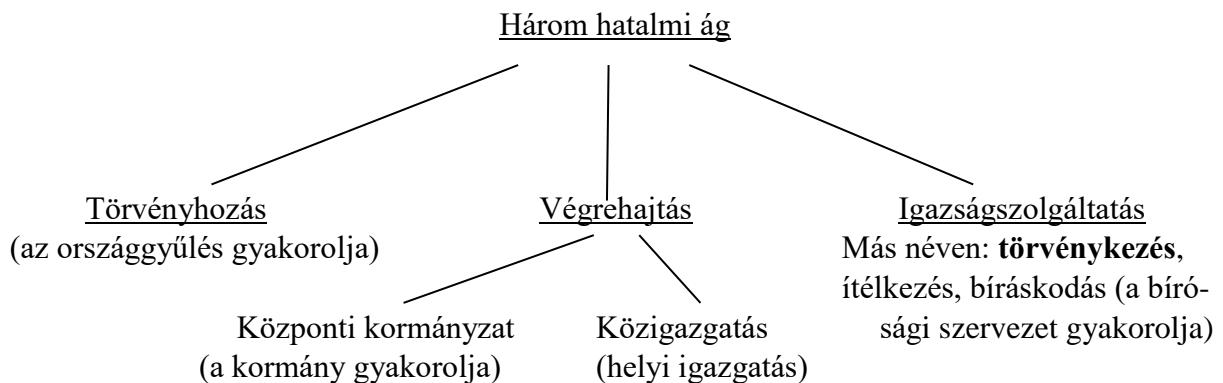 Három hatalmi ág
Törvényhozás
(az országgyűlés gyakorolja)
Végrehajtás
Igazságszolgáltatás
Más néven: törvénykezés,
ítélkezés, bíráskodás (a bíró-
sági szervezet gyakorolja)
Központi kormányzat
(a kormány gyakorolja)
Közigazgatás
(helyi igazgatás)